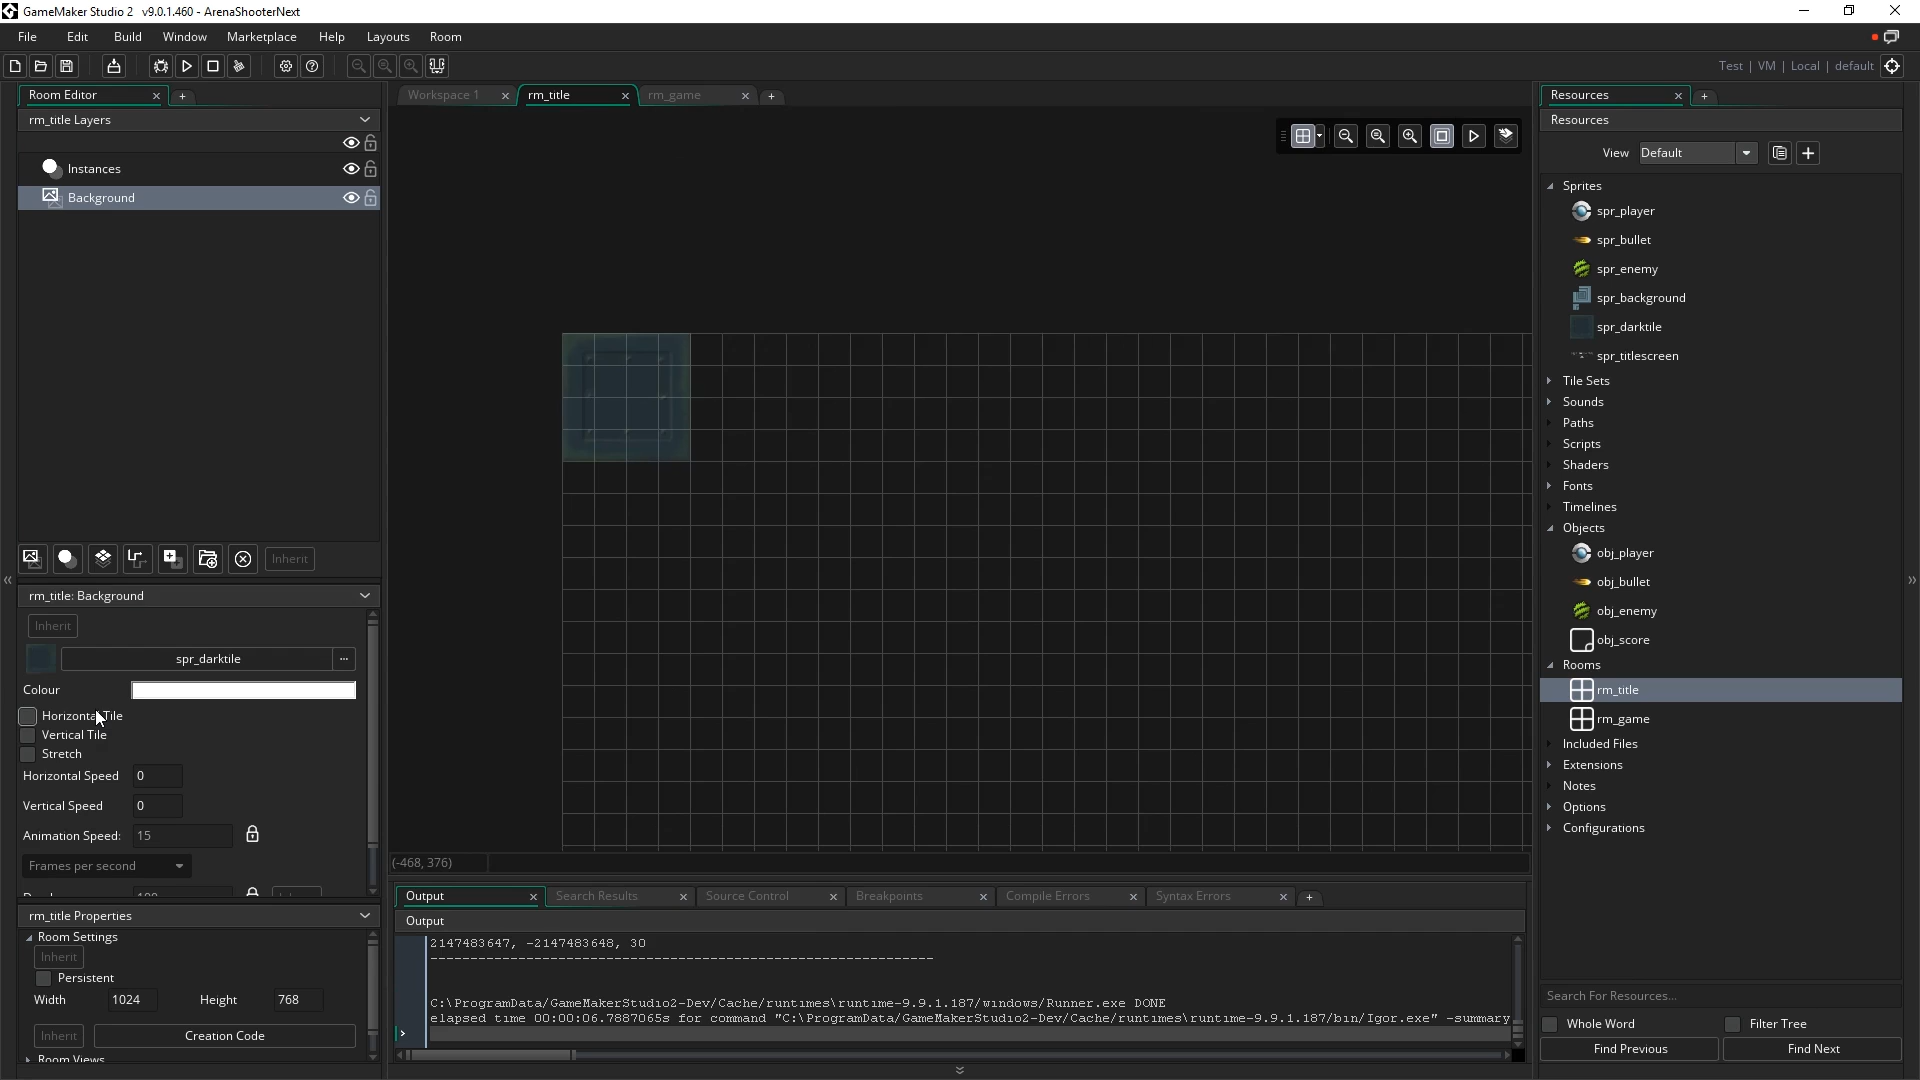 GameMaker Studio 2   v9.0.1.460 - ArenaShooterNext
File Edit Build Window Marketplace Help Layouts Room
Test | VM | Local | default
Room Editor
rm_title Layers
Instances
Background
Inherit
rm_title: Background
Inherit
spr_darktile
...
Colour
Horizontal Tile
Vertical Tile
Stretch
Horizontal Speed 0
Vertical Speed 0
Animation Speed: 15
Frames per second
rm_title Properties
Room Settings
Inherit
Persistent
Width 1024 Height 768
Inherit Creation Code
Room Views
Workspace 1 rm_title rm_game
(-468, 376)
Output Search Results Source Control Breakpoints Compile Errors Syntax Errors
Output
2147483647, -2147483648, 30
----------------------------------------------------------------
C:\ProgramData/GameMakerStudio2-Dev/Cache/runtimes\runtime-9.9.1.187/windows/Runner.exe DONE
elapsed time 00:00:06.7887065s for command "C:\ProgramData/GameMakerStudio2-Dev/Cache/runtimes\runtime-9.9.1.187/bin/Igor.exe" -summary
Resources
Resources
View Default
Sprites
spr_player
spr_bullet
spr_enemy
spr_background
spr_darktile
spr_titlescreen
Tile Sets
Sounds
Paths
Scripts
Shaders
Fonts
Timelines
Objects
obj_player
obj_bullet
obj_enemy
obj_score
Rooms
rm_title
rm_game
Included Files
Extensions
Notes
Options
Configurations
Search For Resources...
Whole Word Filter Tree
Find Previous Find Next